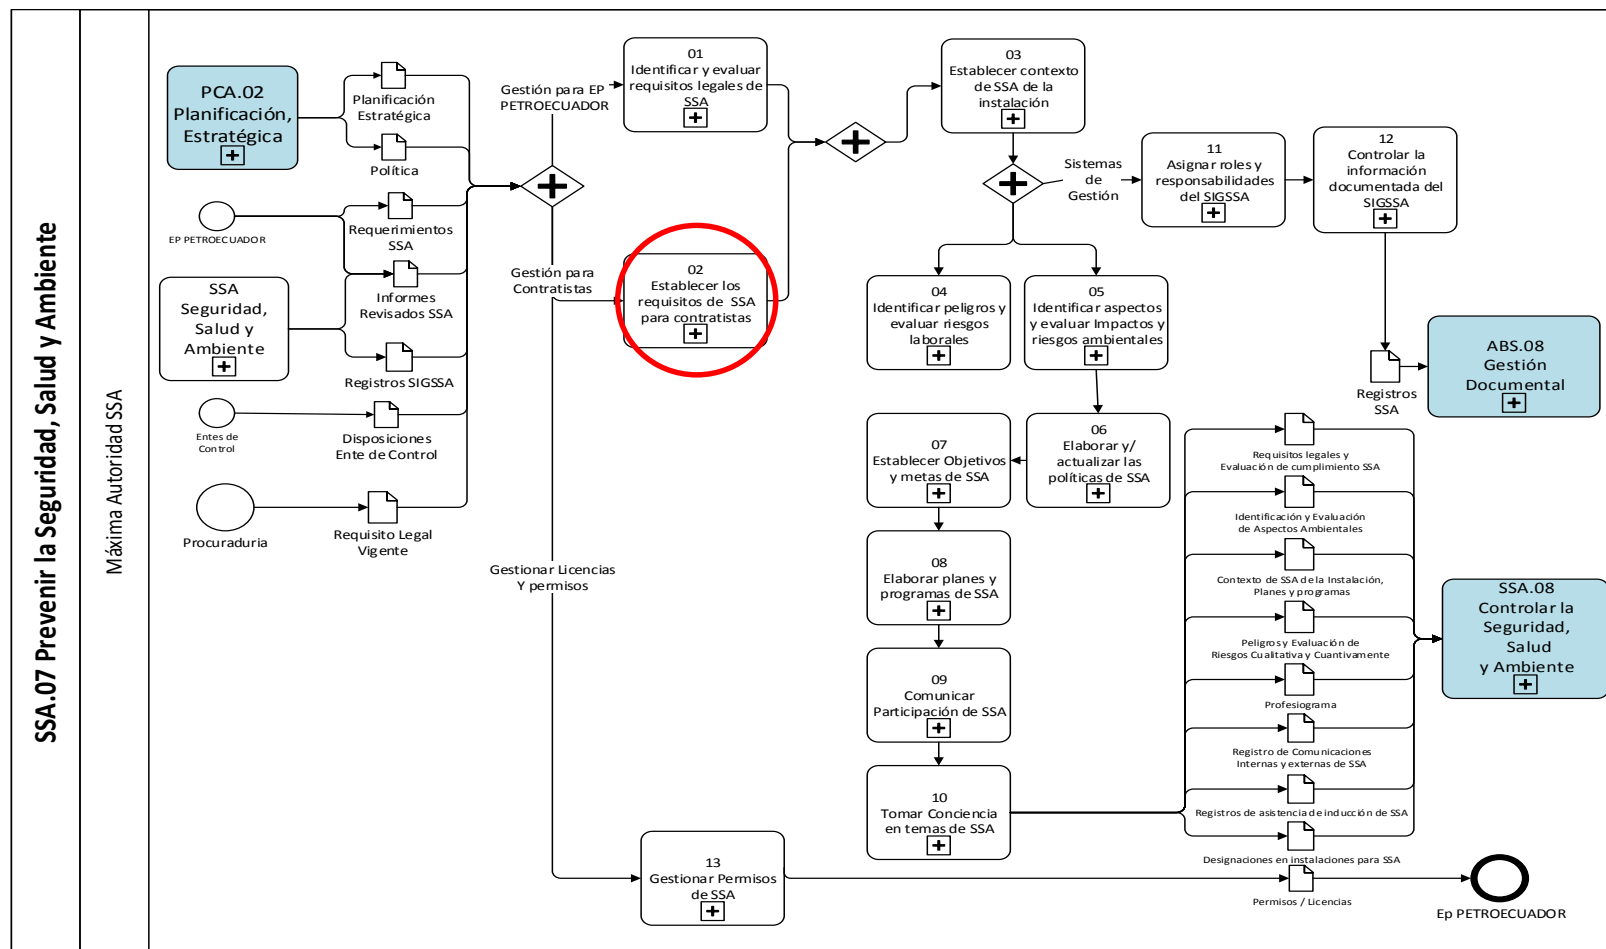 SSA.07 Prevenir la Seguridad, Salud y Ambiente
Máxima Autoridad SSA
PCA.02
Planificación,
Estratégica
EP PETROECUADOR
SSA
Seguridad,
Salud y
Ambiente
Entes de
Control
Procuraduria
Planificación
Estratégica
Política
Requerimientos
SSA
Informes
Revisados SSA
Registros SIGSSA
Disposiciones
Ente de Control
Requisito Legal
Vigente
Gestión para EP
PETROECUADOR
Gestión para
Contratistas
Gestionar Licencias
Y permisos
01
Identificar y evaluar
requisitos legales de
SSA
02
Establecer los
requisitos de SSA
para contratistas
13
Gestionar Permisos
de SSA
03
Establecer contexto
de SSA de la
instalación
Sistemas
de
Gestión
11
Asignar roles y
responsabilidades
del SIGSSA
12
Controlar la
información
documentada del
SIGSSA
04
Identificar peligros y
evaluar riesgos
laborales
05
Identificar aspectos
y evaluar Impactos y
riesgos ambientales
06
Elaborar y/
actualizar las
políticas de SSA
07
Establecer Objetivos
y metas de SSA
08
Elaborar planes y
programas de SSA
09
Comunicar
Participación de SSA
10
Tomar Conciencia
en temas de SSA
Registros
SSA
ABS.08
Gestión
Documental
Requisitos legales y
Evaluación de cumplimiento SSA
Identificación y Evaluación
de Aspectos Ambientales
Contexto de SSA de la Instalación,
Planes y programas
Peligros y Evaluación de
Riesgos Cualitativa y Cuantivamente
Profesiograma
Registro de Comunicaciones
Internas y externas de SSA
Registros de asistencia de inducción de SSA
Designaciones en instalaciones para SSA
Permisos / Licencias
SSA.08
Controlar la
Seguridad,
Salud
y Ambiente
Ep PETROECUADOR